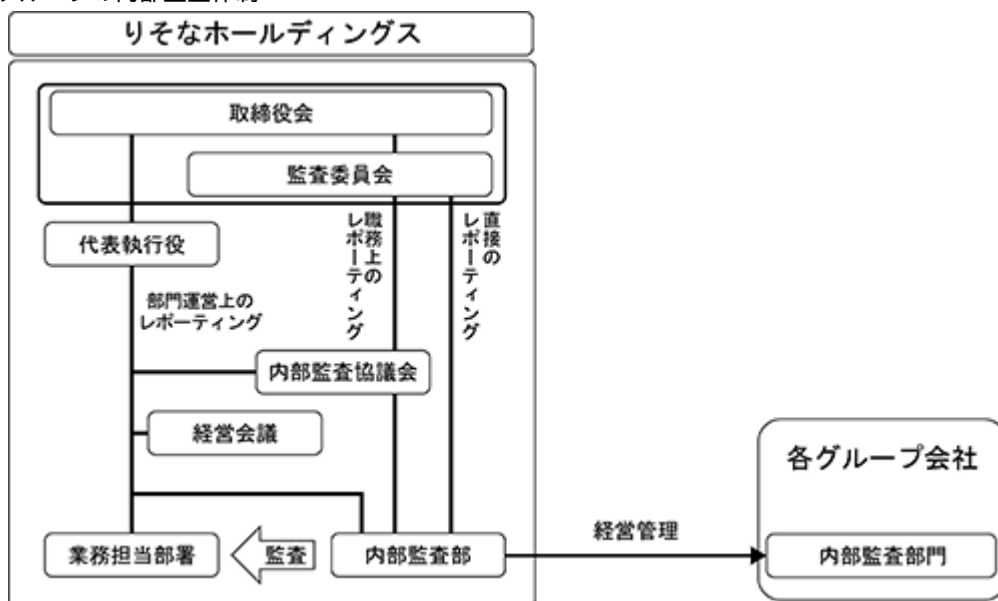 りそなホールディングス
取締役会
監査委員会
代表執行役
職務上の
レポーティング
直接の
レポーティング
部門運営上の
レポーティング
内部監査協議会
経営会議
各グループ会社
経営管理
業務担当部署
監査
内部監査部
内部監査部門